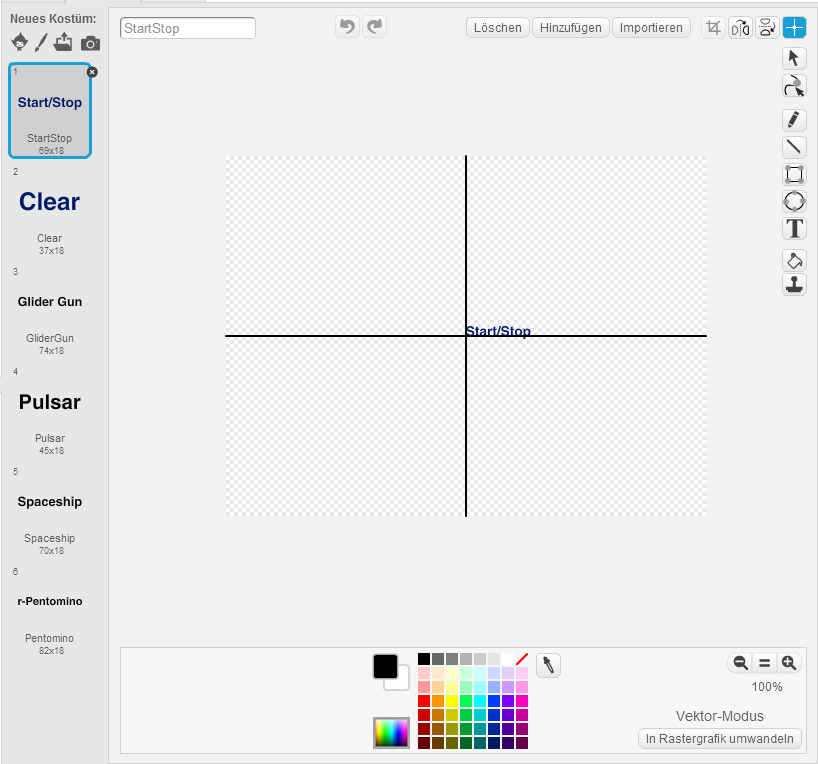 Neues Kostüm:
StartStop
Löschen
Hinzufügen
Importieren
1
Start/Stop
StartStop
69x18
2
Clear
Clear
37x18
3
Glider Gun
GliderGun
74x18
4
Pulsar
Pulsar
45x18
5
Spaceship
Spaceship
70x18
6
r-Pentomino
Pentomino
82x18
Start/Stop
T
100%
Vektor-Modus
In Rastergrafik umwandeln